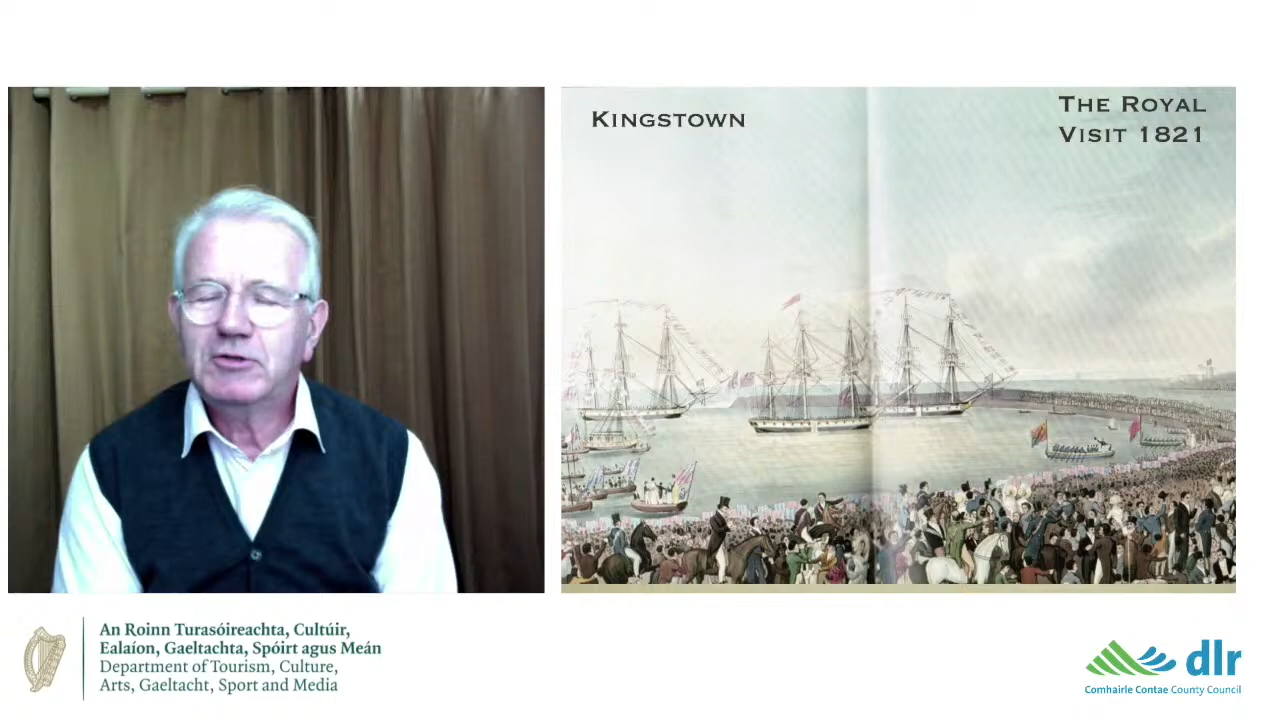 Kingstown
The Royal
Visit 1821
An Roinn Turasóireachta, Cultúir,
Ealaíon, Gaeltachta, Spóirt agus Meán
Department of Tourism, Culture,
Arts, Gaeltacht, Sport and Media
dlr
Comhairle Contae County Council